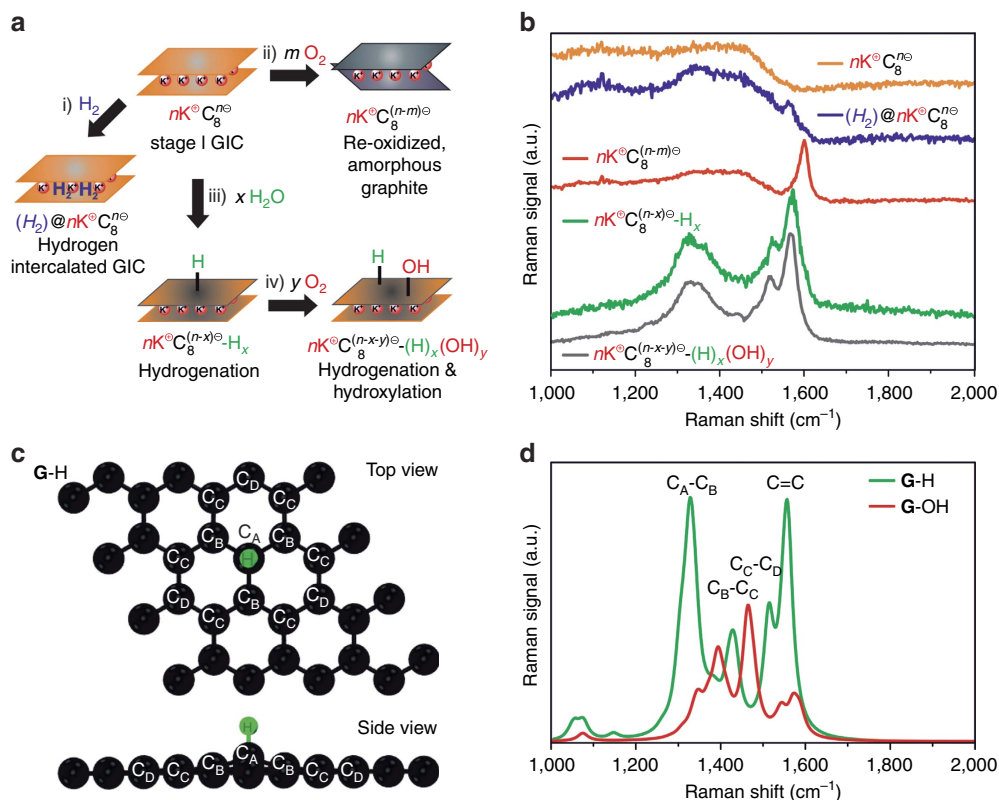 a
ii) m O2
K+ K+ K+ K+
nK⊕C8n⊖
stage I GIC
nK⊕C8(n-m)⊖
Re-oxidized,
amorphous
graphite
i) H2
K+ H2 K+ H2
(H2)@nK⊕C8n⊖
Hydrogen
intercalated GIC
iii) x H2O
H
K+ K+ K+ K+
nK⊕C8(n-x)⊖-Hx
Hydrogenation
iv) y O2
H
OH
K+ K+ K+ K+
nK⊕C8(n-x-y)⊖-(H)x(OH)y
Hydrogenation &
hydroxylation
b
Raman signal (a.u.)
nK⊕C8n⊖
(H2)@nK⊕C8n⊖
nK⊕C8(n-m)⊖
nK⊕C8(n-x)⊖-Hx
nK⊕C8(n-x-y)⊖-(H)x(OH)y
1,000 1,200 1,400 1,600 1,800 2,000
Raman shift (cm−1)
c
G-H
Top view
CD
CC CC
CB CA CB
CC H CC
CD CB CD
CC CC
Side view
H
CD CC CB CA CB CC CD
d
Raman signal (a.u.)
CA-CB
C=C
CC-CD
CB-CC
G-H
G-OH
1,000 1,200 1,400 1,600 1,800 2,000
Raman shift (cm−1)